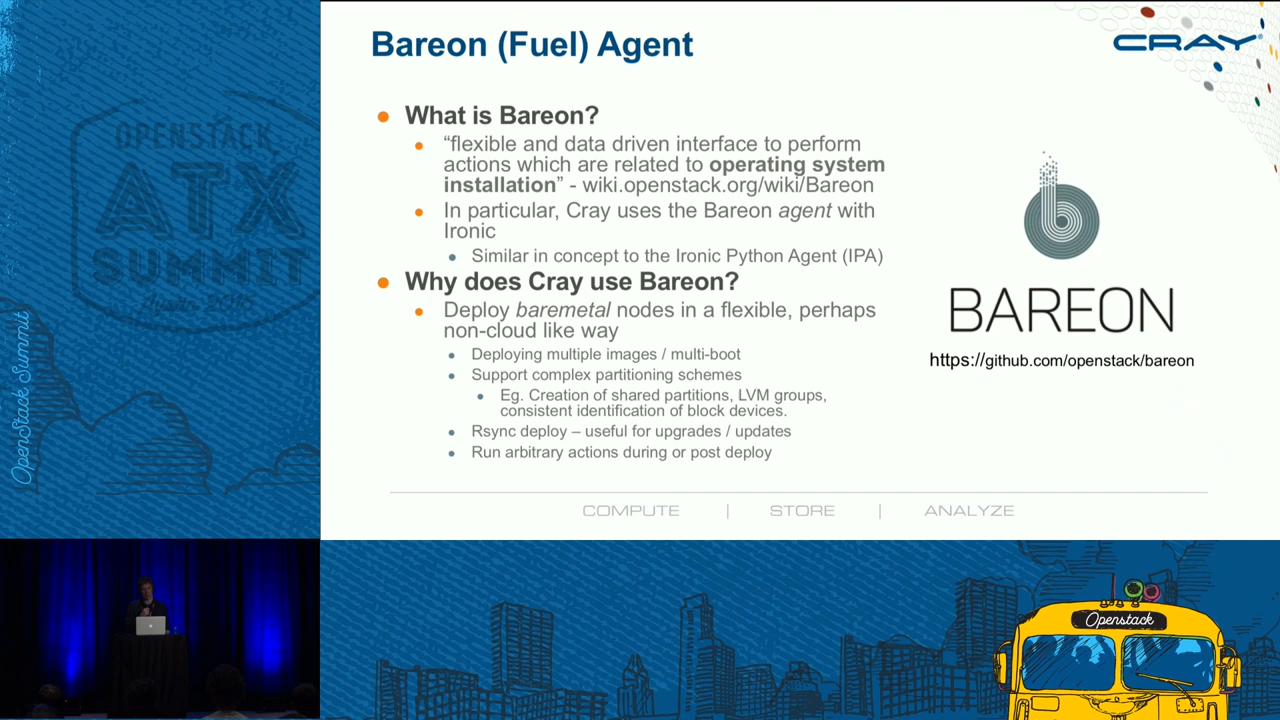 Bareon (Fuel) Agent
CRAY
What is Bareon?
“flexible and data driven interface to perform
actions which are related to operating system
installation” - wiki.openstack.org/wiki/Bareon
In particular, Cray uses the Bareon agent with
Ironic
Similar in concept to the Ironic Python Agent (IPA)
Why does Cray use Bareon?
Deploy baremetal nodes in a flexible, perhaps
non-cloud like way
Deploying multiple images / multi-boot
Support complex partitioning schemes
Eg. Creation of shared partitions, LVM groups,
consistent identification of block devices.
Rsync deploy – useful for upgrades / updates
Run arbitrary actions during or post deploy
BAREON
https://github.com/openstack/bareon
COMPUTE | STORE | ANALYZE
OPENSTACK
ATX
SUMMIT
OpenStack Summit
Openstack